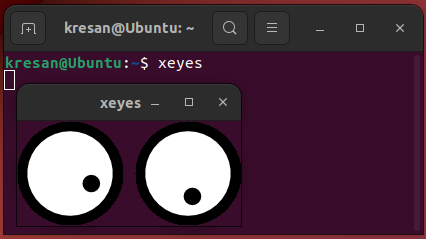 kresan@Ubuntu: ~
kresan@Ubuntu:~$ xeyes
xeyes